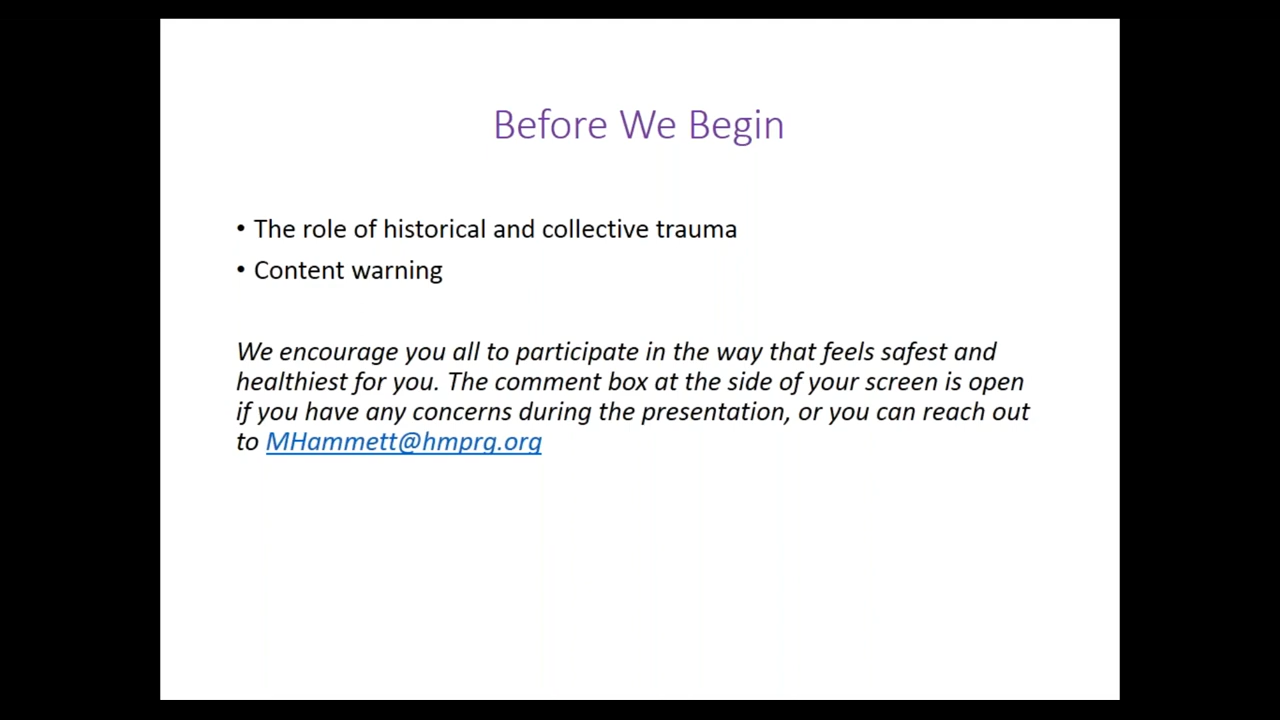 Before We Begin
• The role of historical and collective trauma
• Content warning
We encourage you all to participate in the way that feels safest and
healthiest for you. The comment box at the side of your screen is open
if you have any concerns during the presentation, or you can reach out
to MHammett@hmprg.org